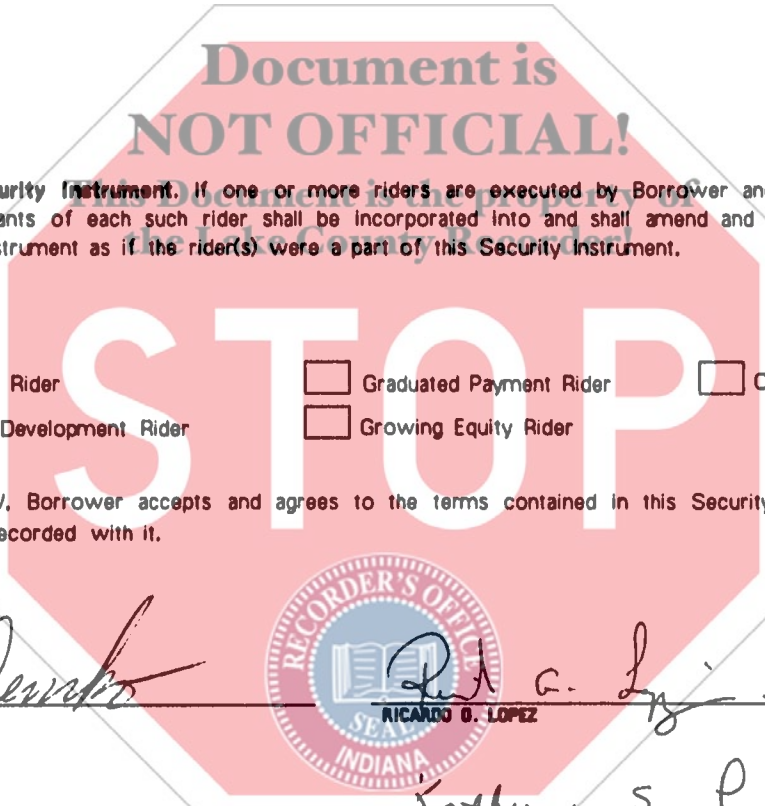 Document is
NOT OFFICIAL!
This Document is the property of
the Lake County Recorder!
STOP
urity Instrument. If one or more riders are executed by Borrower and
ants of each such rider shall be incorporated into and shall amend and
strument as if the rider(s) were a part of this Security Instrument.
Rider Graduated Payment Rider
Development Rider Growing Equity Rider
Borrower accepts and agrees to the terms contained in this Security
ecorded with it.
RECORDER'S OFFICE
SEAL
INDIANA
G.
RICARDO G. LOPEZ
S. P